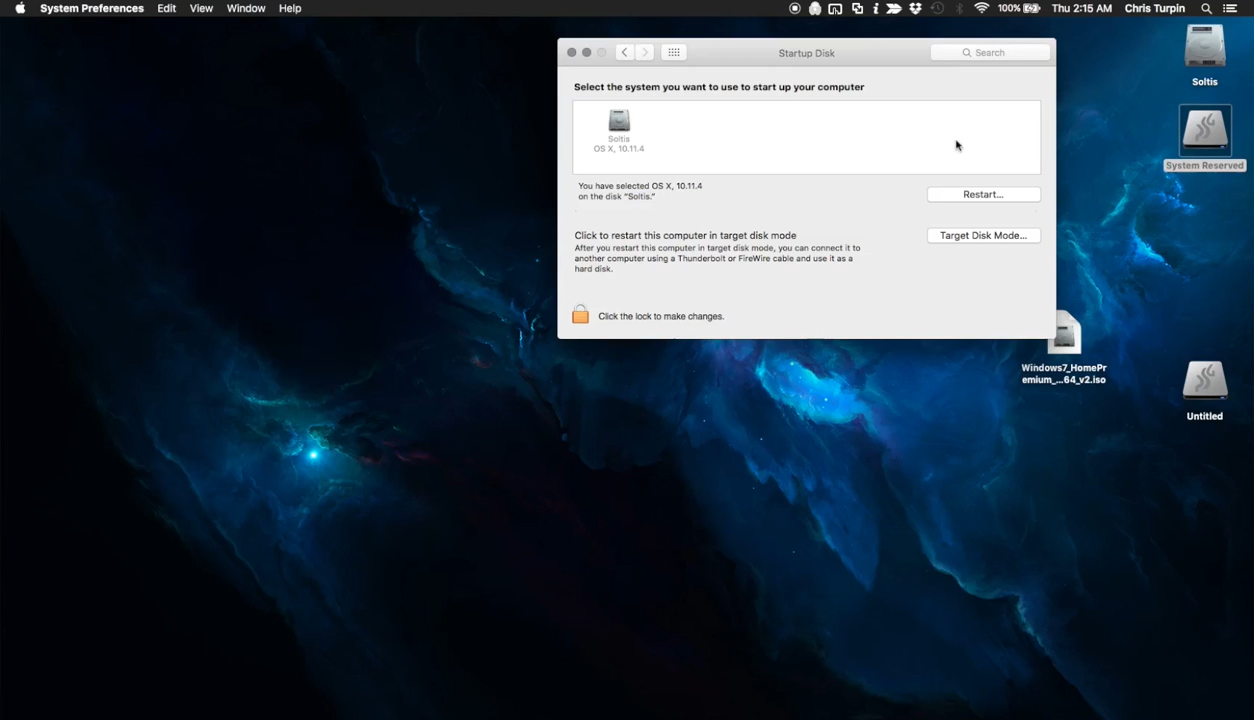 System Preferences Edit View Window Help
100% Thu 2:15 AM Chris Turpin
Startup Disk
Search
Select the system you want to use to start up your computer
Soltis
OS X, 10.11.4
You have selected OS X, 10.11.4
on the disk “Soltis.”
Restart...
Click to restart this computer in target disk mode
After you restart this computer in target disk mode, you can connect it to
another computer using a Thunderbolt or FireWire cable and use it as a
hard disk.
Target Disk Mode...
Click the lock to make changes.
Soltis
System Reserved
Windows7_HomePr
emium_...64_v2.iso
Untitled